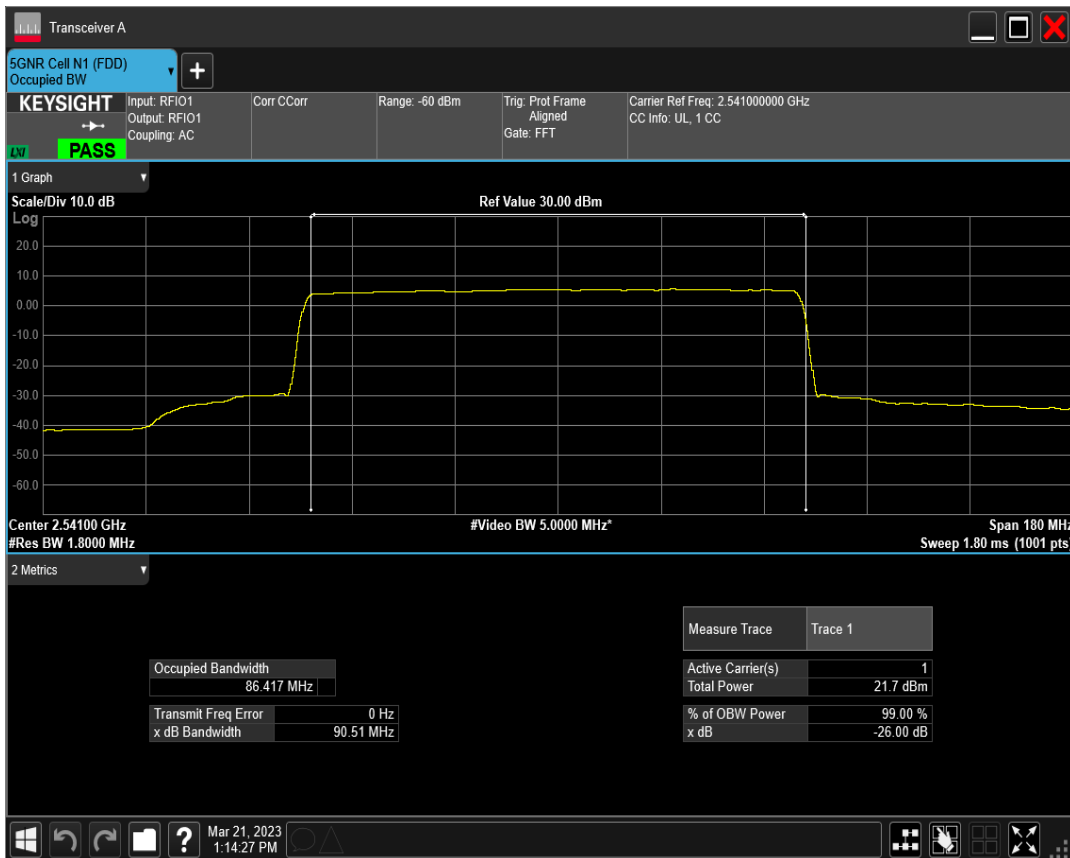 Transceiver A
5GNR Cell N1 (FDD)
Occupied BW
+
KEYSIGHT
LXI
PASS
Input: RFIO1
Output: RFIO1
Coupling: AC
Corr CCorr
Range: -60 dBm
Trig: Prot Frame
Aligned
Gate: FFT
Carrier Ref Freq: 2.541000000 GHz
CC Info: UL, 1 CC
1 Graph
Scale/Div 10.0 dB
Ref Value 30.00 dBm
Log
20.0
10.0
0.00
-10.0
-20.0
-30.0
-40.0
-50.0
-60.0
Center 2.54100 GHz
#Video BW 5.0000 MHz*
Span 180 MHz
#Res BW 1.8000 MHz
Sweep 1.80 ms (1001 pts)
2 Metrics
Measure Trace Trace 1
Occupied Bandwidth
86.417 MHz
Active Carrier(s) 1
Total Power 21.7 dBm
Transmit Freq Error 0 Hz
x dB Bandwidth 90.51 MHz
% of OBW Power 99.00 %
x dB -26.00 dB
?
Mar 21, 2023
1:14:27 PM